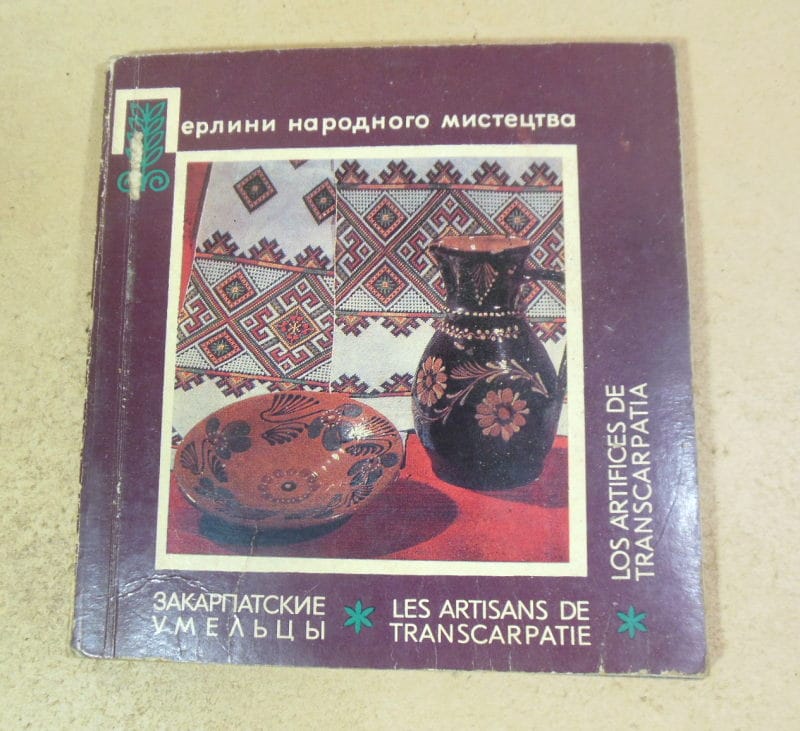 Перлини народного мистецтва
ЗАКАРПАТСКИЕ
УМЕЛЬЦЫ
LES ARTISANS DE
TRANSCARPATIE
LOS ARTIFICES DE
TRANSCARPATIA